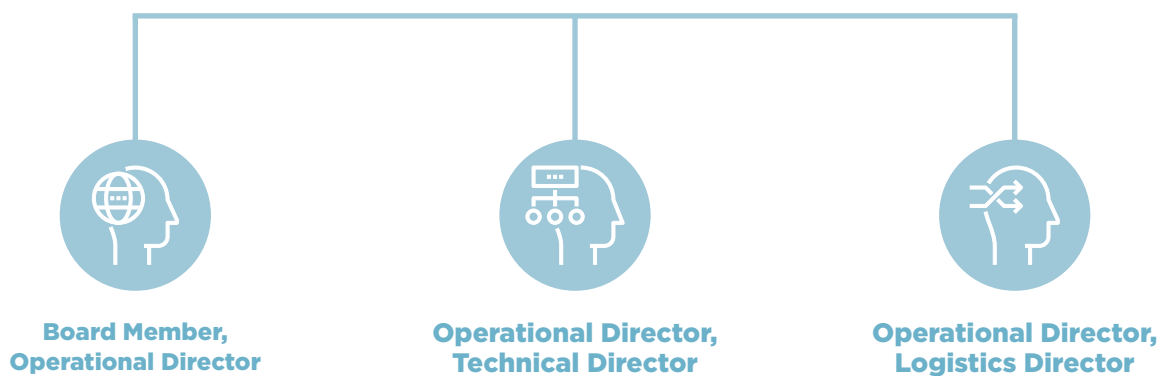 Board Member,
Operational Director
Operational Director,
Technical Director
Operational Director,
Logistics Director